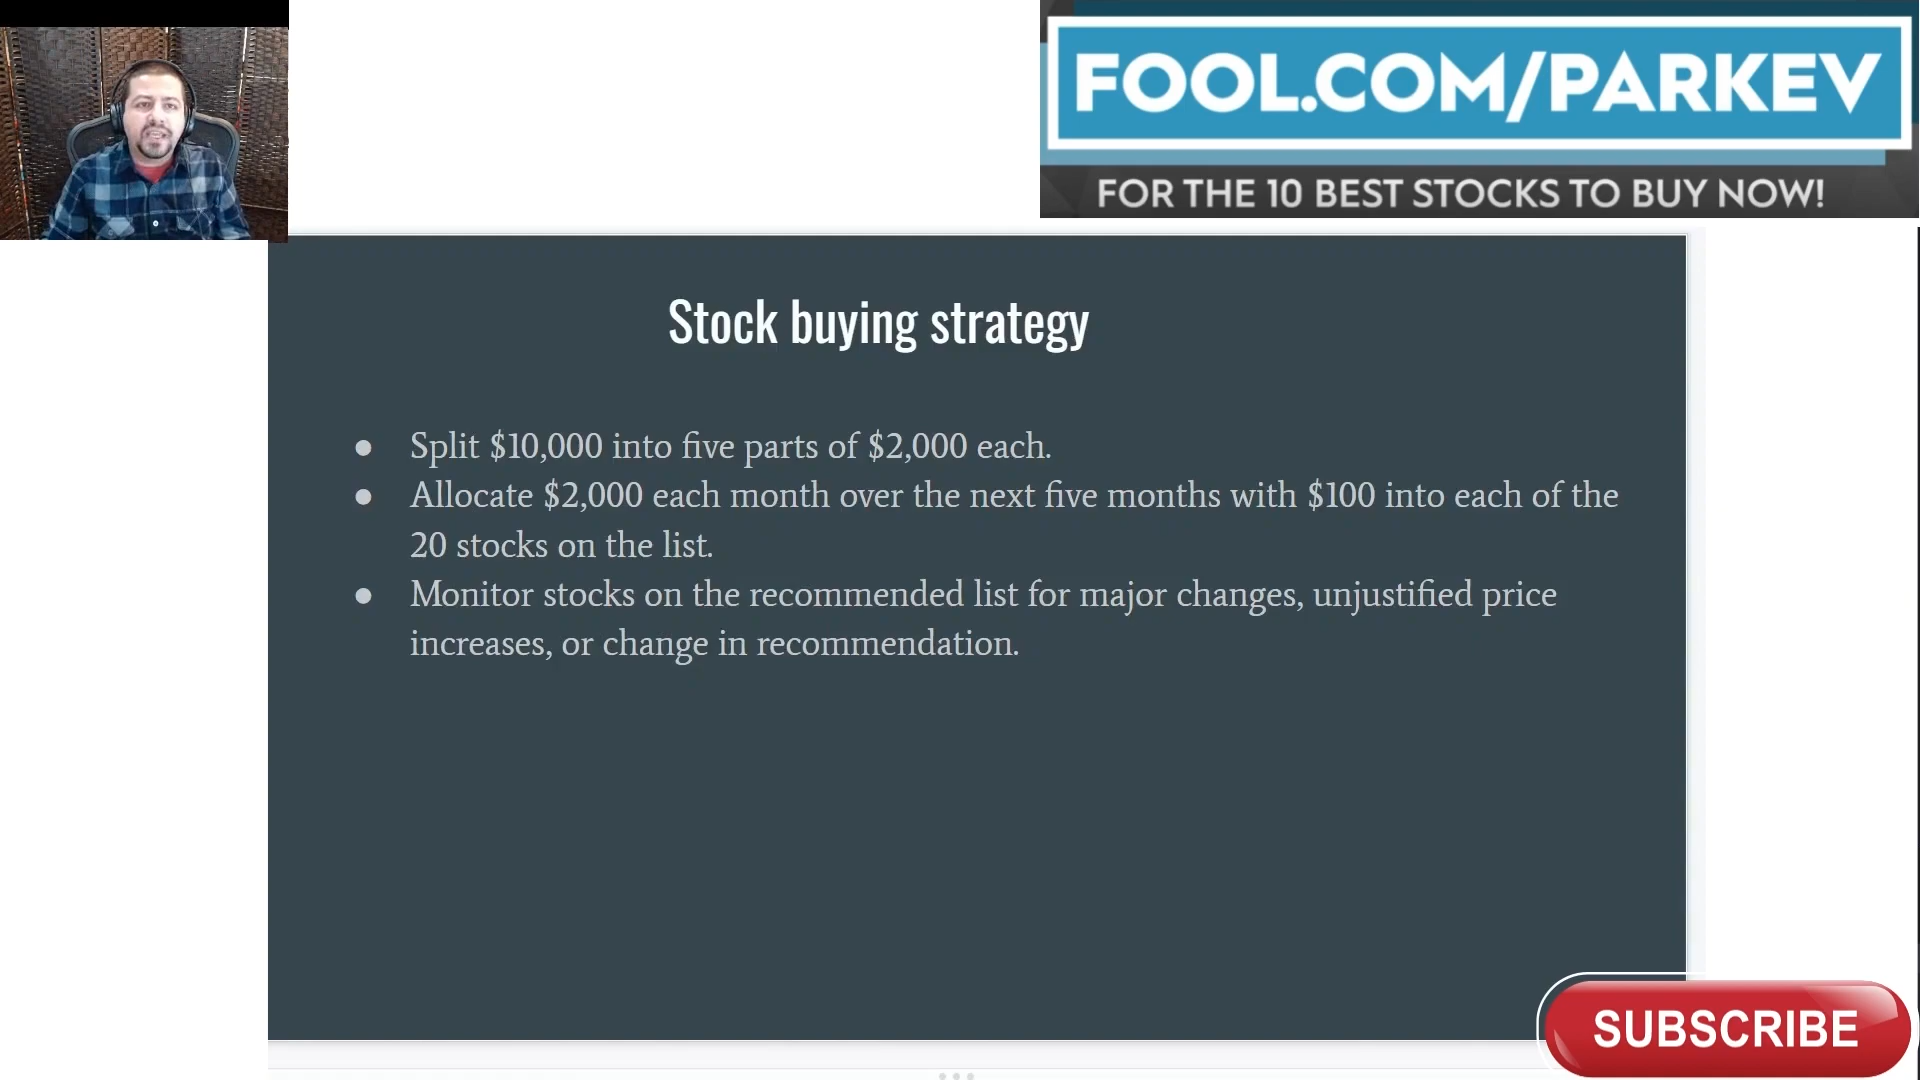 FOOL.COM/PARKEV
FOR THE 10 BEST STOCKS TO BUY NOW!
Stock buying strategy
● Split $10,000 into five parts of $2,000 each.
● Allocate $2,000 each month over the next five months with $100 into each of the
20 stocks on the list.
● Monitor stocks on the recommended list for major changes, unjustified price
increases, or change in recommendation.
SUBSCRIBE